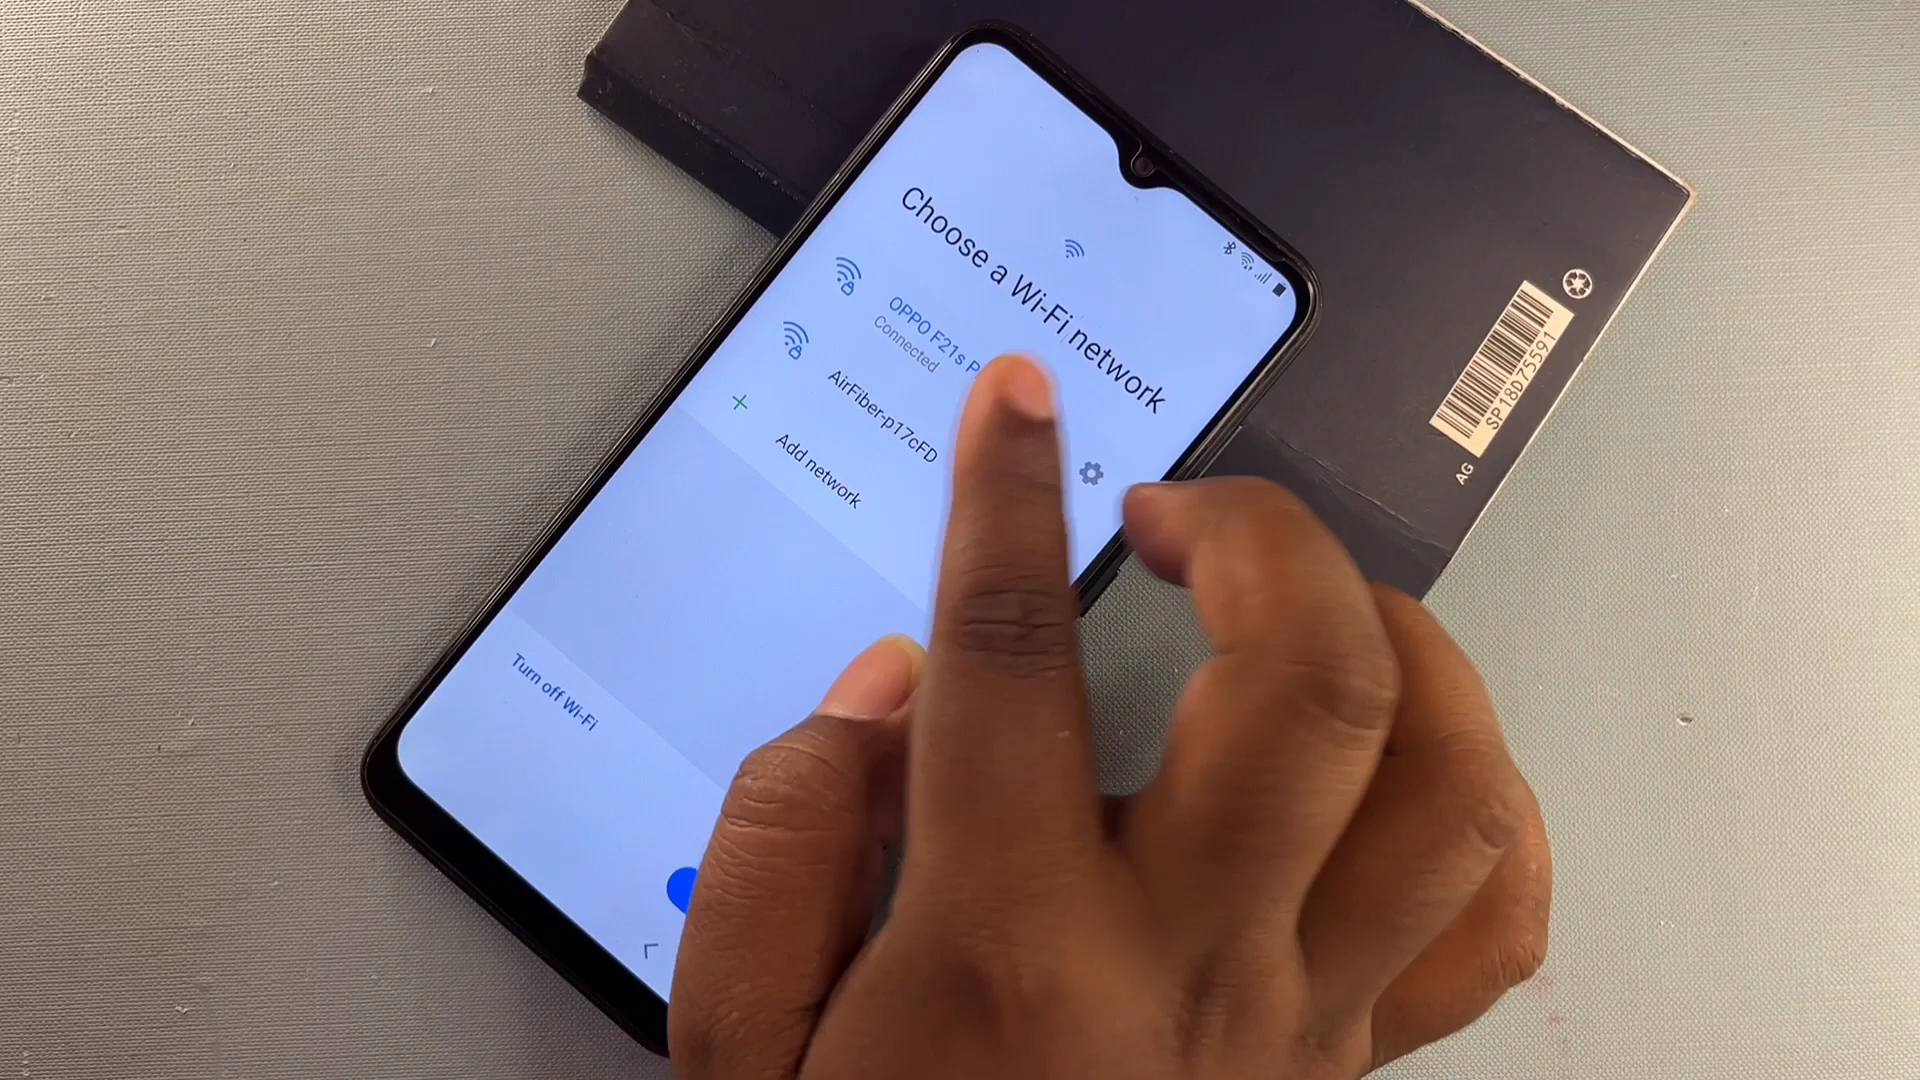 Choose a Wi-Fi network
OPPO F21s P
Connected
AirFiber-p17cFD
Add network
Turn off Wi-Fi
SP18D75591
AG